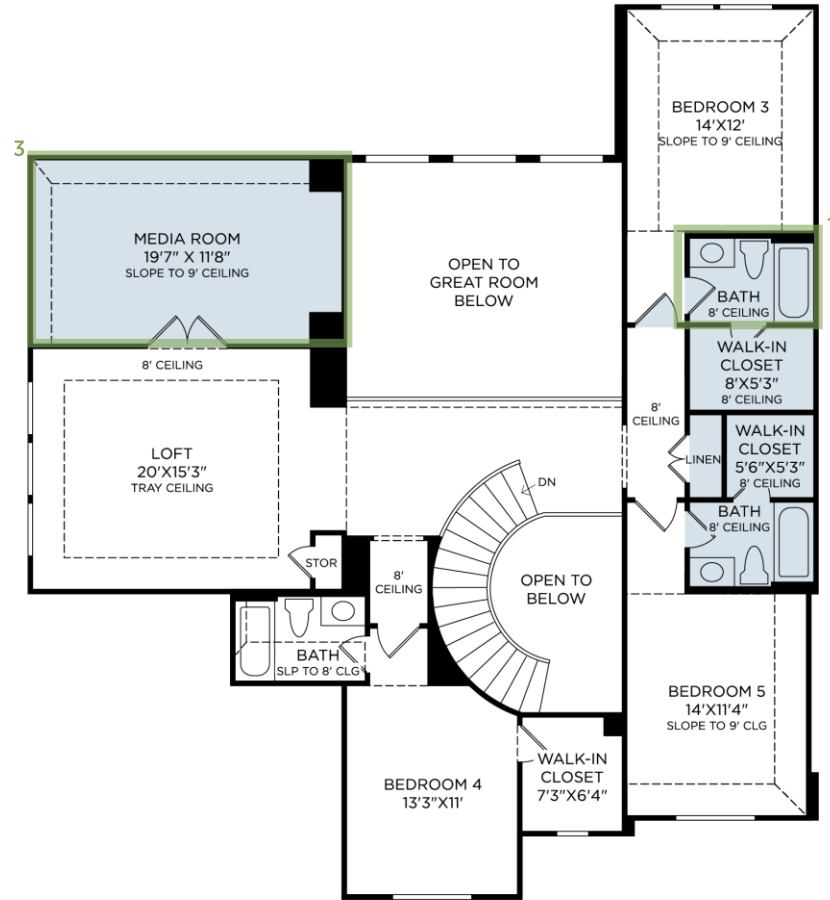 BEDROOM 3
14'X12'
SLOPE TO 9' CEILING
3
MEDIA ROOM
19'7" X 11'8"
SLOPE TO 9' CEILING
OPEN TO
GREAT ROOM
BELOW
BATH
8' CEILING
8' CEILING
WALK-IN
CLOSET
8'X5'3"
8' CEILING
8'
CEILING
LOFT
20'X15'3"
TRAY CEILING
LINEN
WALK-IN
CLOSET
5'6"X5'3"
8' CEILING
DN
BATH
8' CEILING
STOR
8'
CEILING
OPEN TO
BELOW
BATH
SLP TO 8' CLG
BEDROOM 5
14'X11'4"
SLOPE TO 9' CLG
BEDROOM 4
13'3"X11'
WALK-IN
CLOSET
7'3"X6'4"